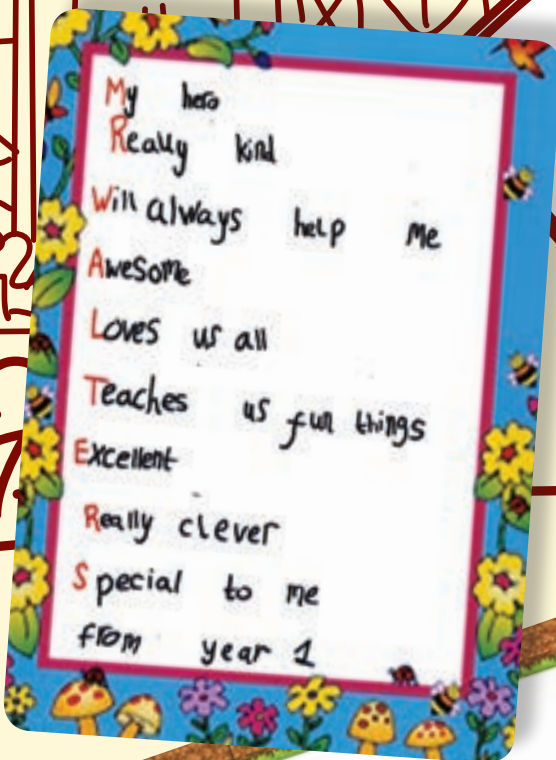 My hero
Really kind
Will always help me
Awesome
Loves us all
Teaches us fun things
Excellent
Really clever
Special to me
from year 1